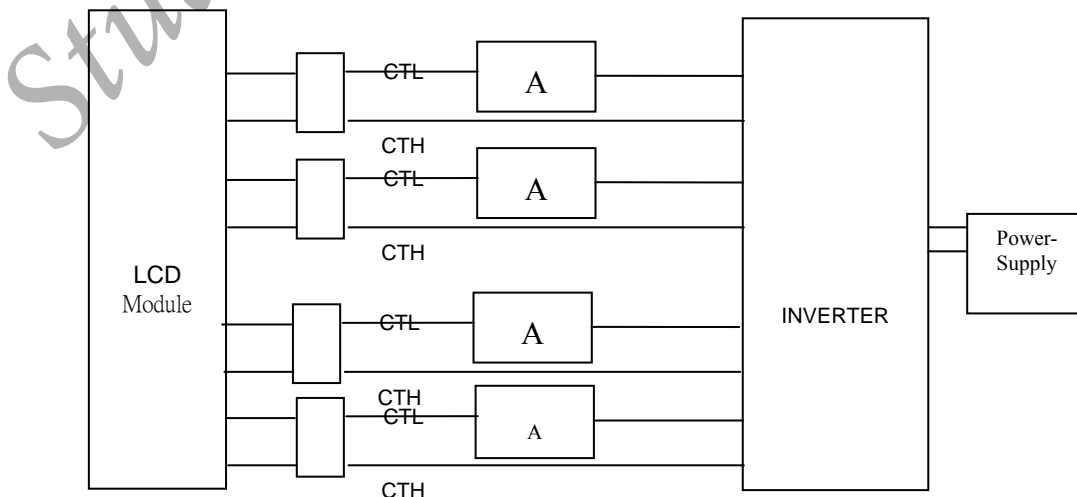 CTL
A
CTH
CTL
A
CTH
LCD
Module
CTL
A
CTH
CTL
A
CTH
INVERTER
Power-
Supply